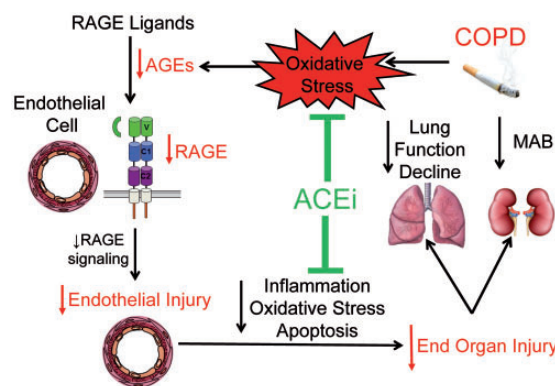 RAGE Ligands
COPD
↓AGEs
Oxidative
Stress
Endothelial
Cell
V
C1
C2
↓RAGE
Lung
Function
Decline
MAB
ACEi
↓RAGE
signaling
↓Endothelial Injury
Inflammation
Oxidative Stress
Apoptosis
↓End Organ Injury